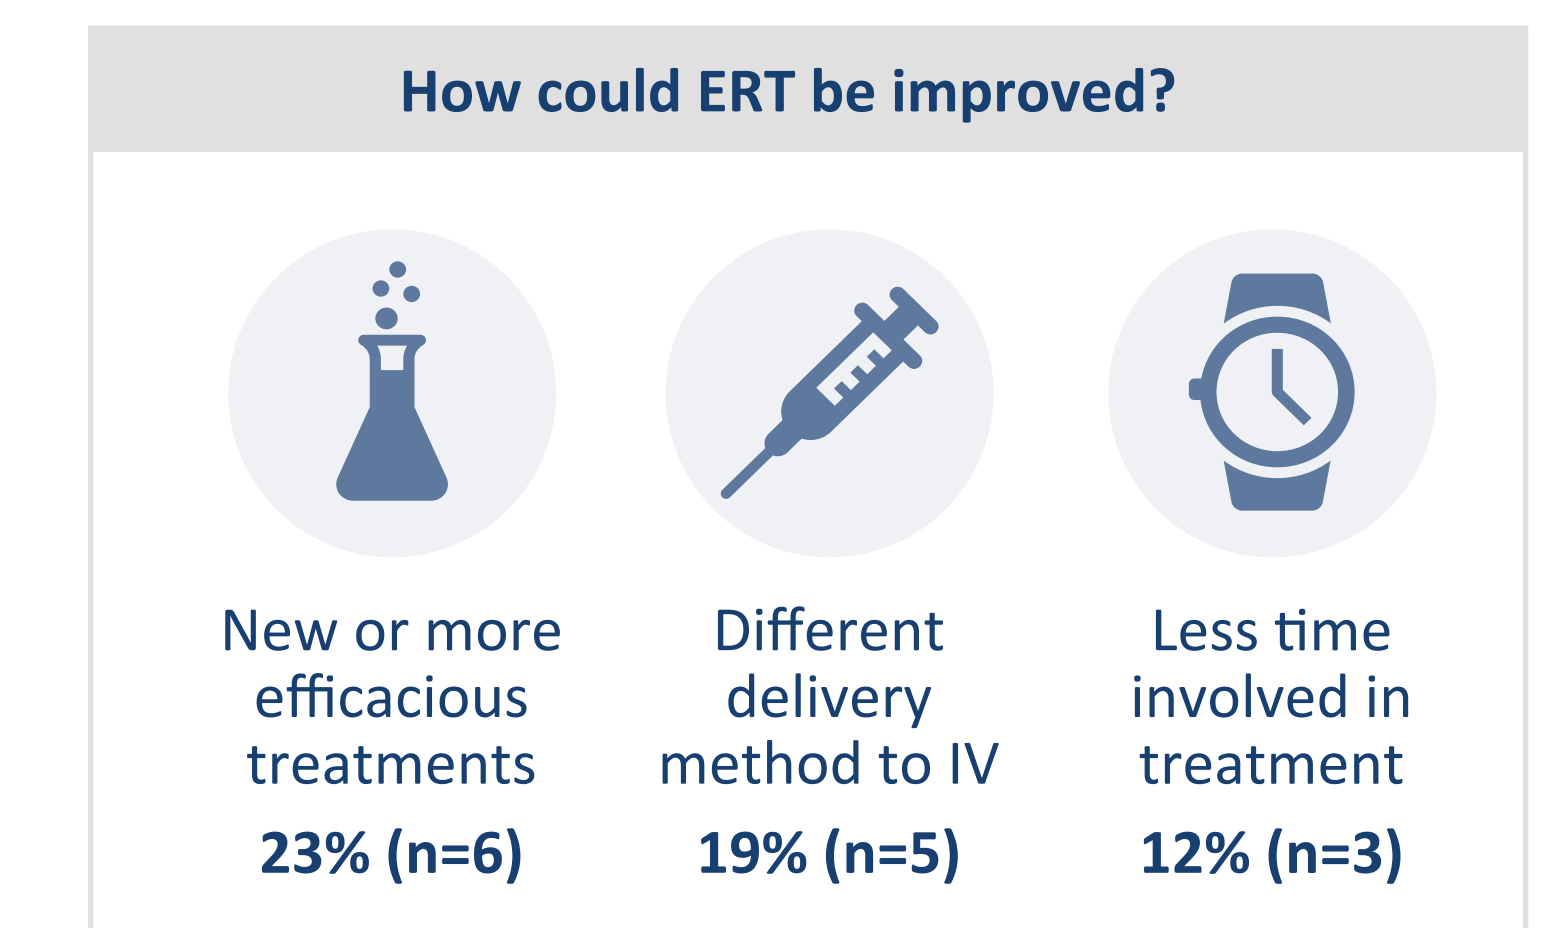 How could ERT be improved?
New or more
efficacious
treatments
23% (n=6)
Different
delivery
method to IV
19% (n=5)
Less time
involved in
treatment
12% (n=3)